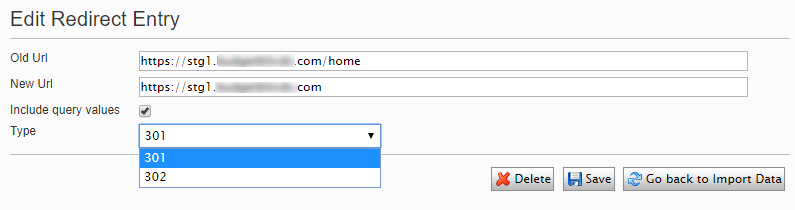 Edit Redirect Entry
Old Url
https://stg1. .com/home
New Url
https://stg1. com
Include query values
Type
301
301
302
Delete Save Go back to Import Data